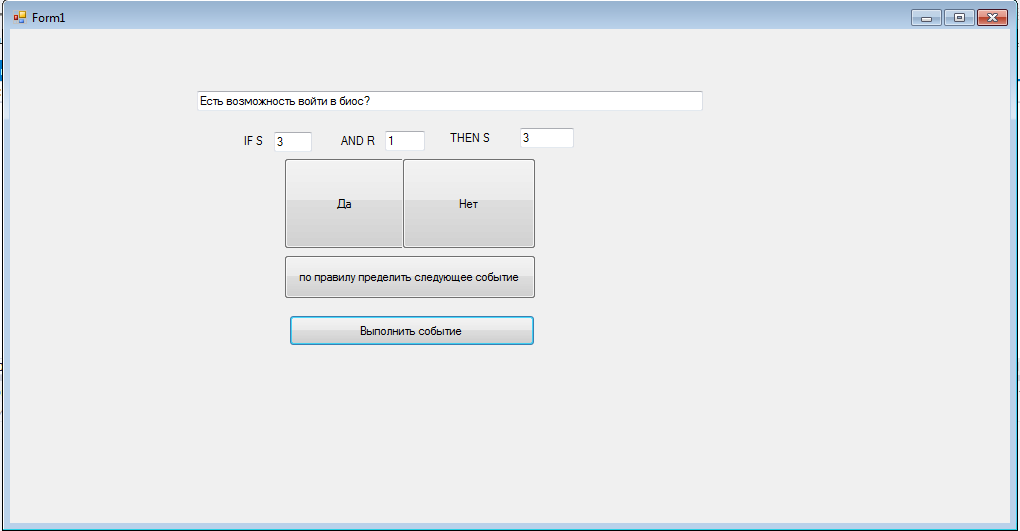 Form1
Есть возможность войти в биос?
IF S 3 AND R 1 THEN S 3
Да Нет
по правилу пределить следующее событие
Выполнить событие